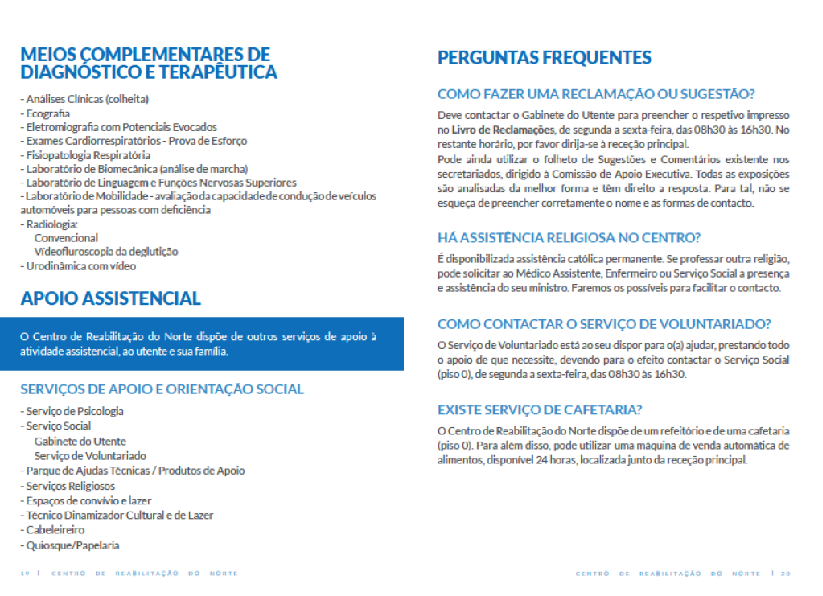 MEIOS COMPLEMENTARES DE
DIAGNÓSTICO E TERAPÊUTICA
- Análises Clínicas (colheita)
- Ecografia
- Eletromiografia com Potenciais Evocados
- Exames Cardiorrespiratórios - Prova de Esforço
- Fisiopatologia Respiratória
- Laboratório de Biomecânica (análise de marcha)
- Laboratório de Linguagem e Funções Nervosas Superiores
- Laboratório de Mobilidade - avaliação da capacidade de condução de veículos
automóveis para pessoas com deficiência
- Radiologia:
Convencional
Vídeofluroscopia da deglutição
- Urodinâmica com vídeo
APOIO ASSISTENCIAL
O Centro de Reabilitação do Norte dispõe de outros serviços de apoio à
atividade assistencial, ao utente e sua família.
SERVIÇOS DE APOIO E ORIENTAÇÃO SOCIAL
- Serviço de Psicologia
- Serviço Social
Gabinete do Utente
Serviço de Voluntariado
- Parque de Ajudas Técnicas / Produtos de Apoio
- Serviços Religiosos
- Espaços de convívio e lazer
- Técnico Dinamizador Cultural e de Lazer
- Cabeleireiro
- Quiosque/Papelaria
19 | CENTRO DE REABILITAÇÃO DO NORTE
PERGUNTAS FREQUENTES
COMO FAZER UMA RECLAMAÇÃO OU SUGESTÃO?
Deve contactar o Gabinete do Utente para preencher o respetivo impresso
no Livro de Reclamações, de segunda a sexta-feira, das 08h30 às 16h30. No
restante horário, por favor dirija-se à receção principal.
Pode ainda utilizar o folheto de Sugestões e Comentários existente nos
secretariados, dirigido à Comissão de Apoio Executiva. Todas as exposições
são analisadas da melhor forma e têm direito a resposta. Para tal, não se
esqueça de preencher corretamente o nome e as formas de contacto.
HÁ ASSISTÊNCIA RELIGIOSA NO CENTRO?
É disponibilizada assistência católica permanente. Se professar outra religião,
pode solicitar ao Médico Assistente, Enfermeiro ou Serviço Social a presença
e assistência do seu ministro. Faremos os possíveis para facilitar o contacto.
COMO CONTACTAR O SERVIÇO DE VOLUNTARIADO?
O Serviço de Voluntariado está ao seu dispor para o(a) ajudar, prestando todo
o apoio de que necessite, devendo para o efeito contactar o Serviço Social
(piso 0), de segunda a sexta-feira, das 08h30 às 16h30.
EXISTE SERVIÇO DE CAFETARIA?
O Centro de Reabilitação do Norte dispõe de um refeitório e de uma cafetaria
(piso 0). Para além disso, pode utilizar uma máquina de venda automática de
alimentos, disponível 24 horas, localizada junto da receção principal.
CENTRO DE REABILITAÇÃO DO NORTE | 20